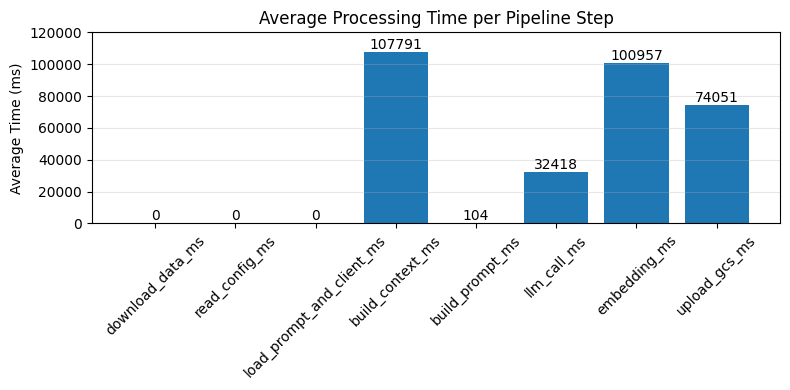 Average Processing Time per Pipeline Step
Average Time (ms)
120000
100000
80000
60000
40000
20000
0
0
0
0
107791
104
32418
100957
74051
download_data_ms
read_config_ms
load_prompt_and_client_ms
build_context_ms
build_prompt_ms
llm_call_ms
embedding_ms
upload_gcs_ms